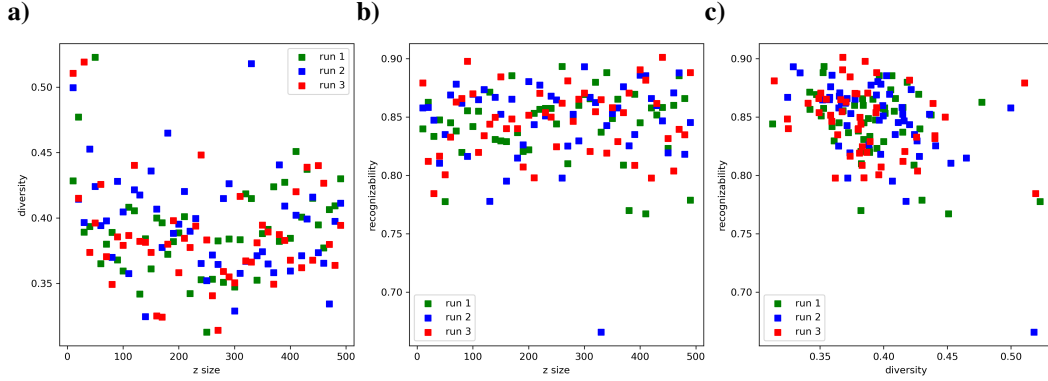 a)
b)
c)
diversity
0.50
0.45
0.40
0.35
0 100 200 300 400 500
z size
run 1
run 2
run 3
recognizability
0.90
0.85
0.80
0.75
0.70
0 100 200 300 400 500
z size
run 1
run 2
run 3
recognizability
0.90
0.85
0.80
0.75
0.70
0.35 0.40 0.45 0.50
diversity
run 1
run 2
run 3